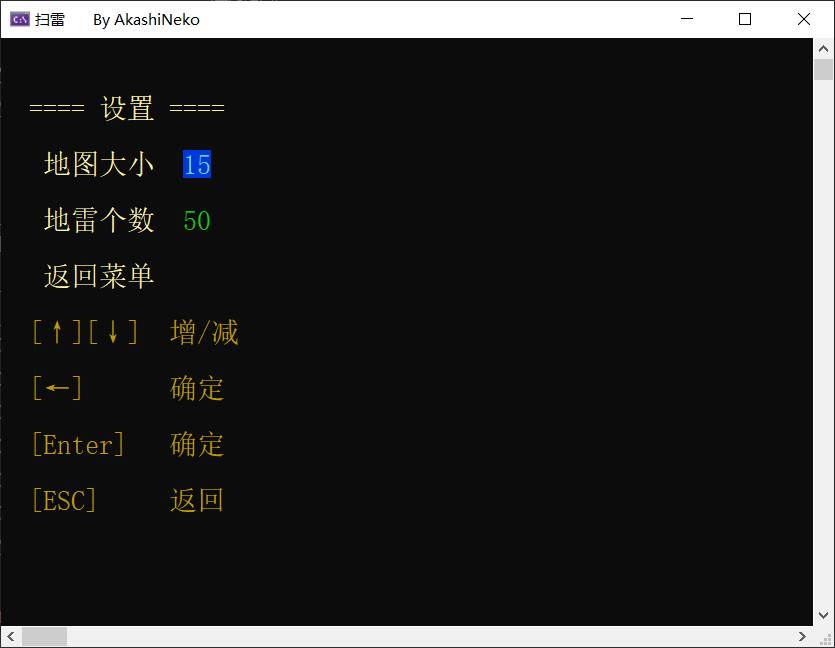 扫雷 By AkashiNeko
==== 设置 ====
地图大小 15
地雷个数 50
返回菜单
[↑][↓] 增/减
[←] 确定
[Enter] 确定
[ESC] 返回